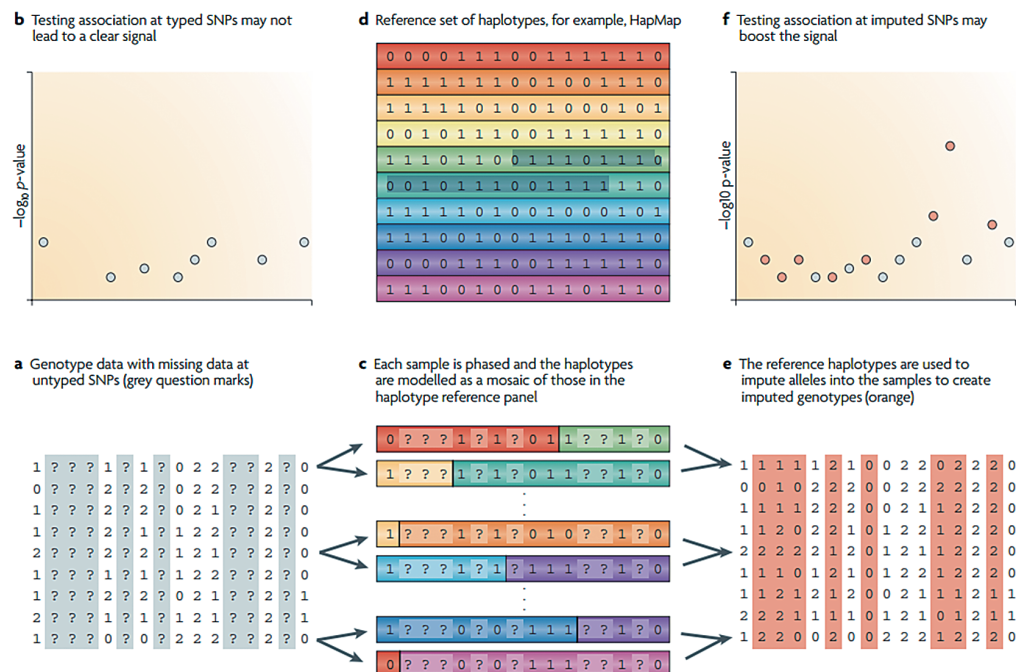 b Testing association at typed SNPs may not
lead to a clear signal
–log₁₀ p-value
d Reference set of haplotypes, for example, HapMap
0 0 0 0 1 1 1 0 0 1 1 1 1 1 1 0
1 1 1 1 1 1 1 0 0 1 0 0 1 1 1 0
1 1 1 1 1 0 1 0 0 1 0 0 0 1 0 1
0 0 1 0 1 1 1 0 0 1 1 1 1 1 1 0
1 1 1 0 1 1 0 0 1 1 1 0 1 1 1 0
0 0 1 0 1 1 1 0 0 1 1 1 1 1 1 0
1 1 1 1 1 0 1 0 0 1 0 0 0 1 0 1
1 1 1 0 0 1 0 0 1 1 1 0 1 1 1 0
0 0 0 0 1 1 1 0 0 1 1 1 1 1 1 0
1 1 1 0 0 1 0 0 1 1 1 0 1 1 1 0
f Testing association at imputed SNPs may
boost the signal
–log10 p-value
a Genotype data with missing data at
untyped SNPs (grey question marks)
1 ? ? ? 1 ? 1 ? 0 2 2 ? ? 2 ? 0
0 ? ? ? 2 ? 2 ? 0 2 2 ? ? 2 ? 0
1 ? ? ? 2 ? 2 ? 0 2 1 ? ? 2 ? 0
1 ? ? ? 2 ? 1 ? 1 2 2 ? ? 2 ? 0
2 ? ? ? 2 ? 2 ? 1 2 1 ? ? 2 ? 0
1 ? ? ? 1 ? 1 ? 1 2 2 ? ? 2 ? 0
1 ? ? ? 2 ? 2 ? 0 2 1 ? ? 2 ? 1
2 ? ? ? 1 ? 1 ? 1 2 1 ? ? 2 ? 1
1 ? ? ? 0 ? 0 ? 2 2 2 ? ? 2 ? 0
c Each sample is phased and the haplotypes
are modelled as a mosaic of those in the
haplotype reference panel
0 ? ? ? 1 ? 1 ? 0 1 1 ? ? 1 ? 0
1 ? ? ? 1 ? 1 ? 0 1 1 ? ? 1 ? 0
1 ? ? ? 1 ? 1 ? 0 1 0 ? ? 1 ? 0
1 ? ? ? 1 ? 1 ? 1 1 1 ? ? 1 ? 0
1 ? ? ? 0 ? 0 ? 1 1 1 ? ? 1 ? 0
0 ? ? ? 0 ? 0 ? 1 1 1 ? ? 1 ? 0
e The reference haplotypes are used to
impute alleles into the samples to create
imputed genotypes (orange)
1 1 1 1 1 2 1 0 0 2 2 0 2 2 2 0
0 0 1 0 2 2 2 0 0 2 2 2 2 2 2 0
1 1 1 1 2 2 2 0 0 2 1 1 2 2 2 0
1 1 2 0 2 2 1 0 1 2 2 1 2 2 2 0
2 2 2 2 2 1 2 0 1 2 1 1 2 2 2 0
1 1 1 0 1 2 1 0 1 2 2 1 2 2 2 0
1 1 2 1 2 1 2 0 0 2 1 1 1 2 1 1
2 2 2 1 1 1 1 0 1 2 1 0 1 2 1 1
1 2 2 0 0 2 0 0 2 2 2 1 2 2 2 0